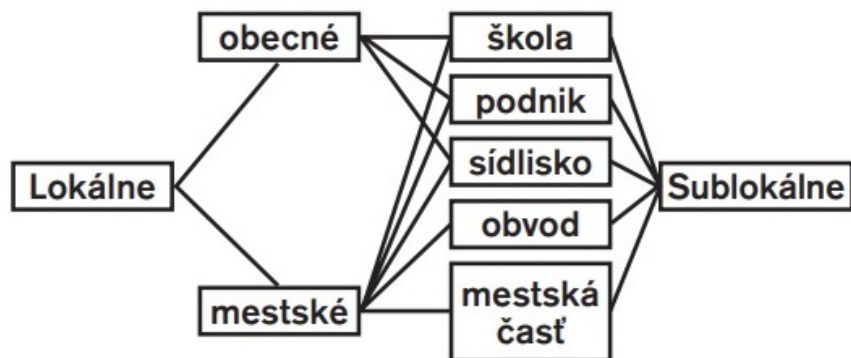 obecné
škola
podnik
Lokálne
sídlisko
Sublokálne
obvod
mestské
mestská
časť